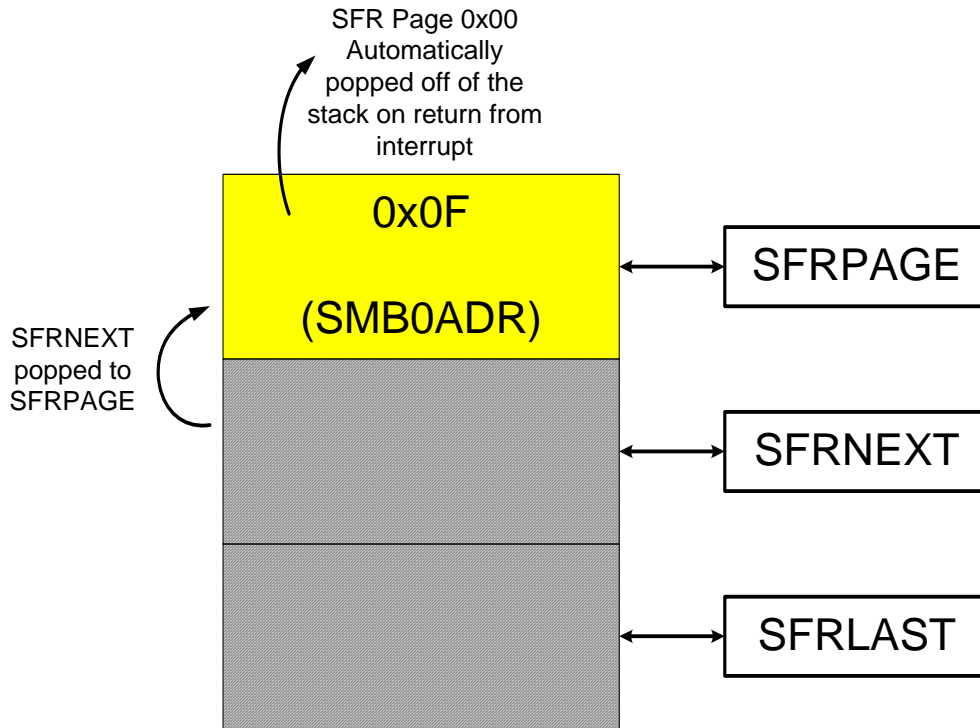 SFR Page 0x00
Automatically
popped off of the
stack on return from
interrupt
0x0F
(SMB0ADR)
SFRPAGE
SFRNEXT
popped to
SFRPAGE
SFRNEXT
SFRLAST